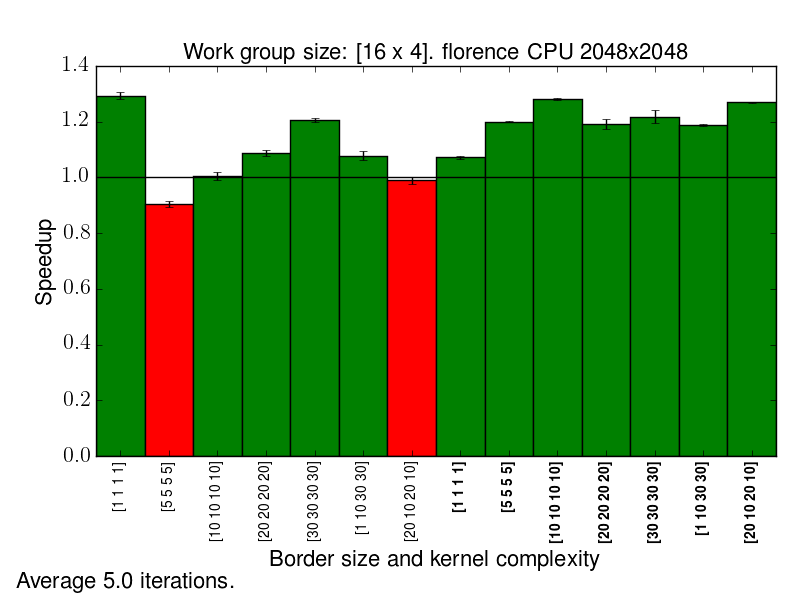 Work group size: [16 x 4]. florence CPU 2048x2048
1.4
1.2
1.0
0.8
0.6
0.4
0.2
0.0
Speedup
[1 1 1 1]
[5 5 5 5]
[10 10 10 10]
[20 20 20 20]
[30 30 30 30]
[1 10 30 30]
[20 10 20 10]
[1 1 1 1]
[5 5 5 5]
[10 10 10 10]
[20 20 20 20]
[30 30 30 30]
[1 10 30 30]
[20 10 20 10]
Border size and kernel complexity
Average 5.0 iterations.